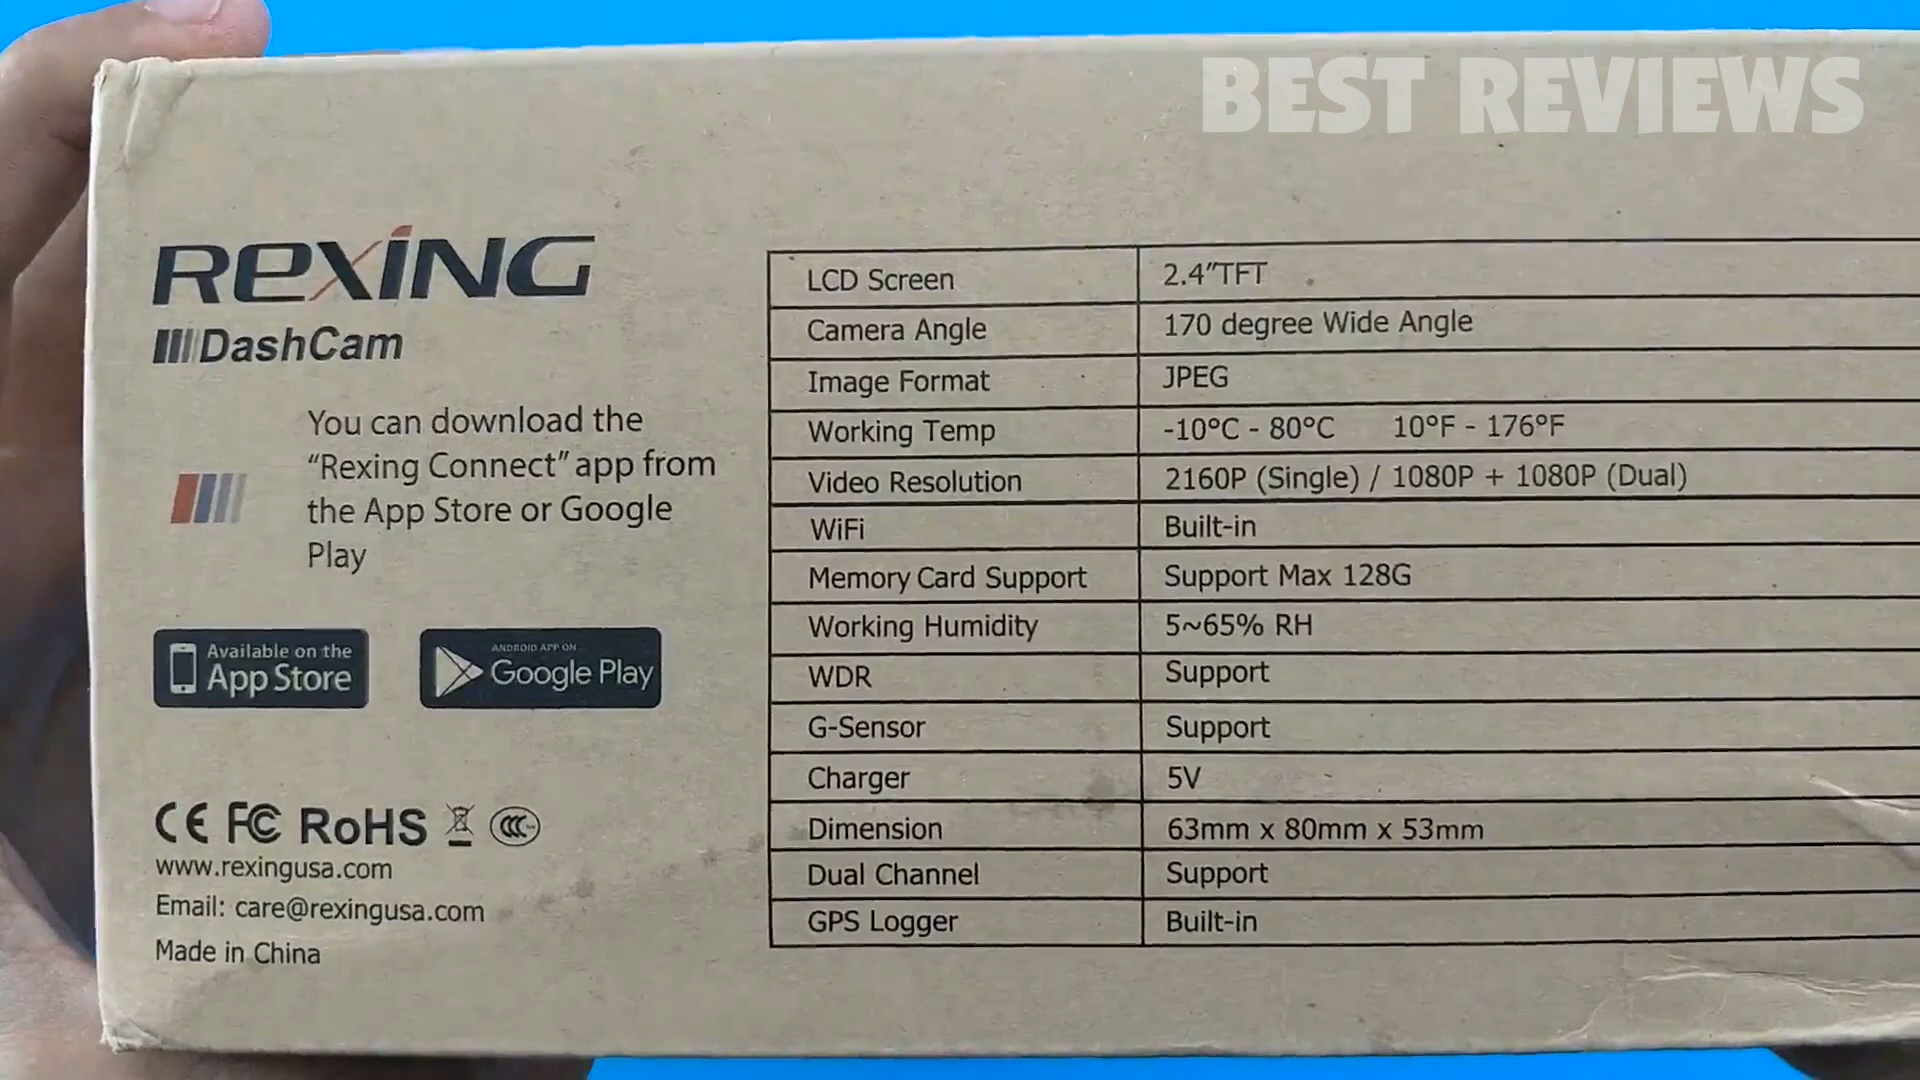 BEST REVIEWS
REXING
DashCam
You can download the
“Rexing Connect” app from
the App Store or Google
Play
Available on the
App Store
ANDROID APP ON
Google Play
CE FC RoHS CCC
www.rexingusa.com
Email: care@rexingusa.com
Made in China
LCD Screen 2.4”TFT
Camera Angle 170 degree Wide Angle
Image Format JPEG
Working Temp -10°C - 80°C 10°F - 176°F
Video Resolution 2160P (Single) / 1080P + 1080P (Dual)
WiFi Built-in
Memory Card Support Support Max 128G
Working Humidity 5~65% RH
WDR Support
G-Sensor Support
Charger 5V
Dimension 63mm x 80mm x 53mm
Dual Channel Support
GPS Logger Built-in